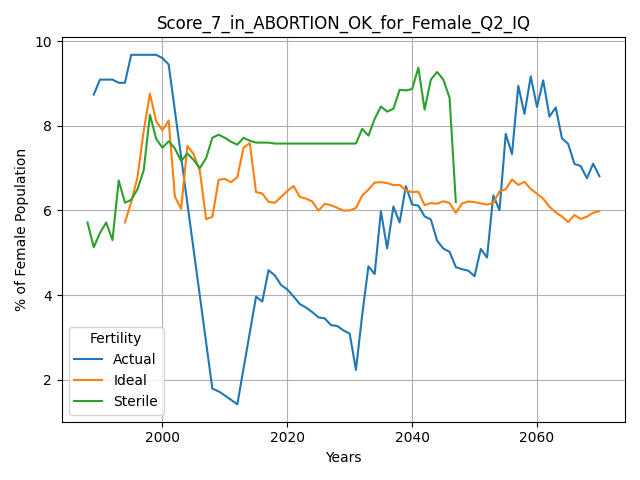 Score_7_in_ABORTION_OK_for_Female_Q2_IQ
10
8
6
4
2
% of Female Population
Fertility
Actual
Ideal
Sterile
2000 2020 2040 2060
Years